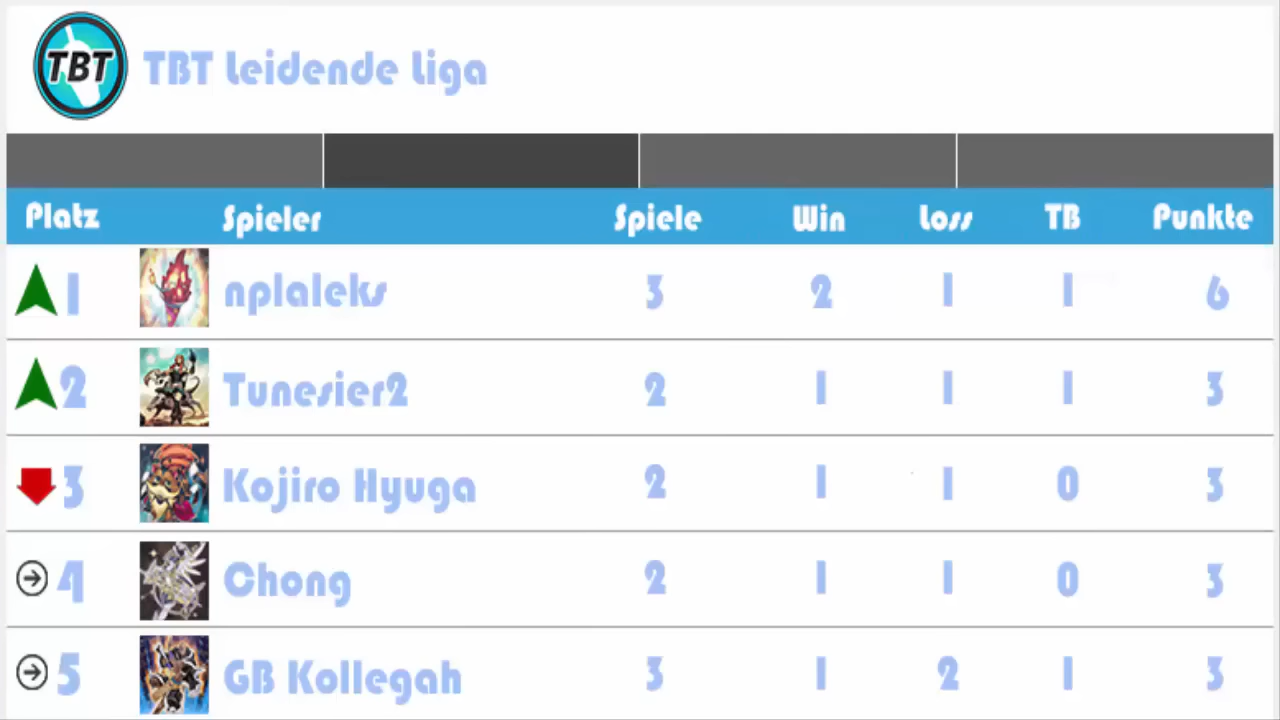 TBT TBT Leidende Liga
Platz Spieler Spiele Win Loss TB Punkte
1 nplaleks 3 2 1 1 6
2 Tunesier2 2 1 1 1 3
3 Kojiro Hyuga 2 1 1 0 3
4 Chong 2 1 1 0 3
5 GB Kollegah 3 1 2 1 3